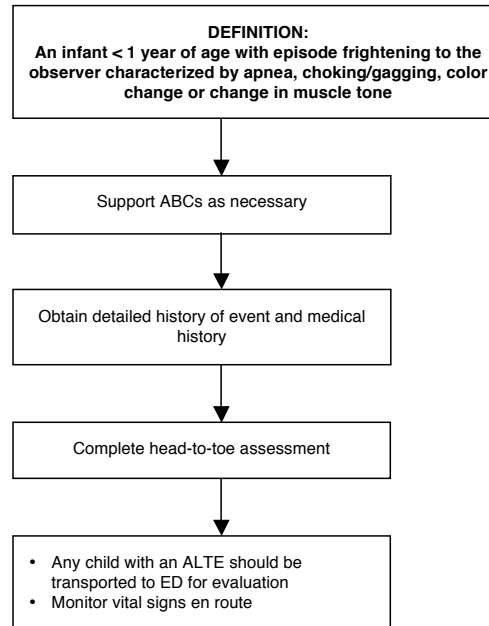 DEFINITION:
An infant < 1 year of age with episode frightening to the
observer characterized by apnea, choking/gagging, color
change or change in muscle tone
Support ABCs as necessary
Obtain detailed history of event and medical
history
Complete head-to-toe assessment
• Any child with an ALTE should be
transported to ED for evaluation
• Monitor vital signs en route